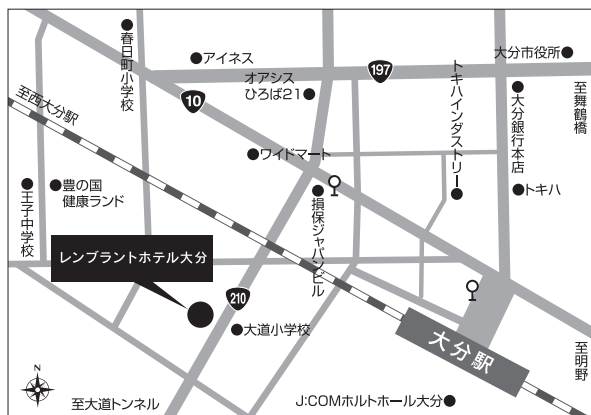 春日町小学校
アイネス
197
大分市役所
オアシス
ひろば21
トキハインダストリー
大分銀行本店
至舞鶴橋
10
至西大分駅
ワイドマート
王子中学校
豊の国
健康ランド
損保ジャパンビル
トキハ
レンブラントホテル大分
210
大道小学校
大分駅
至明野
N
至大道トンネル
J:COMホルトホール大分